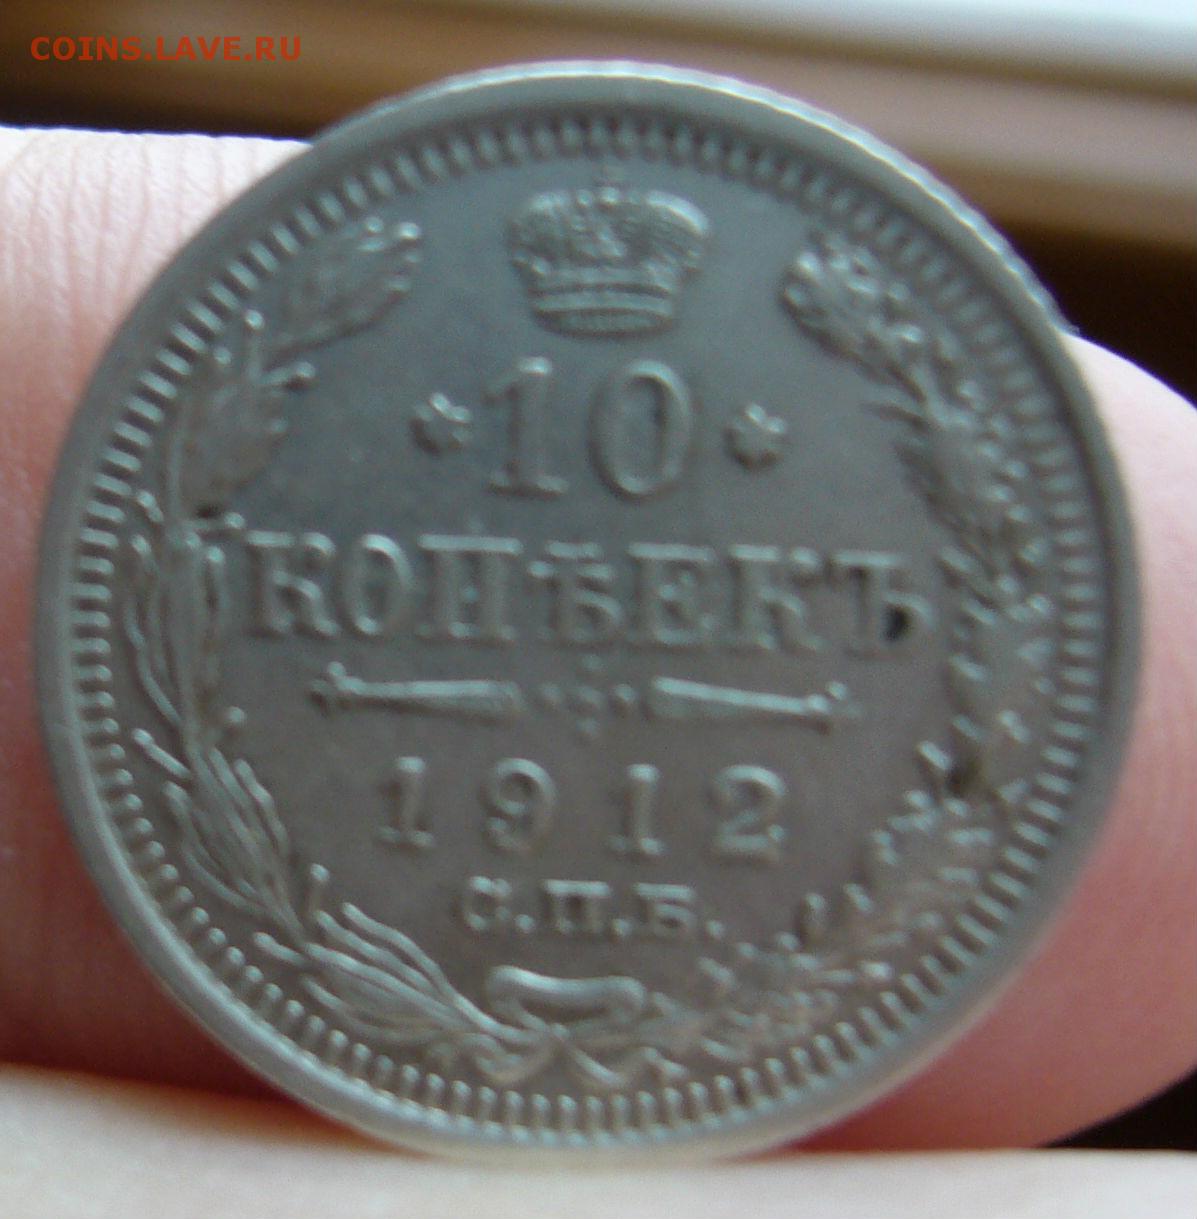 COINS.LAVE.RU
* 10 *
КОПѢЕКЪ
1912
С.П.Б.